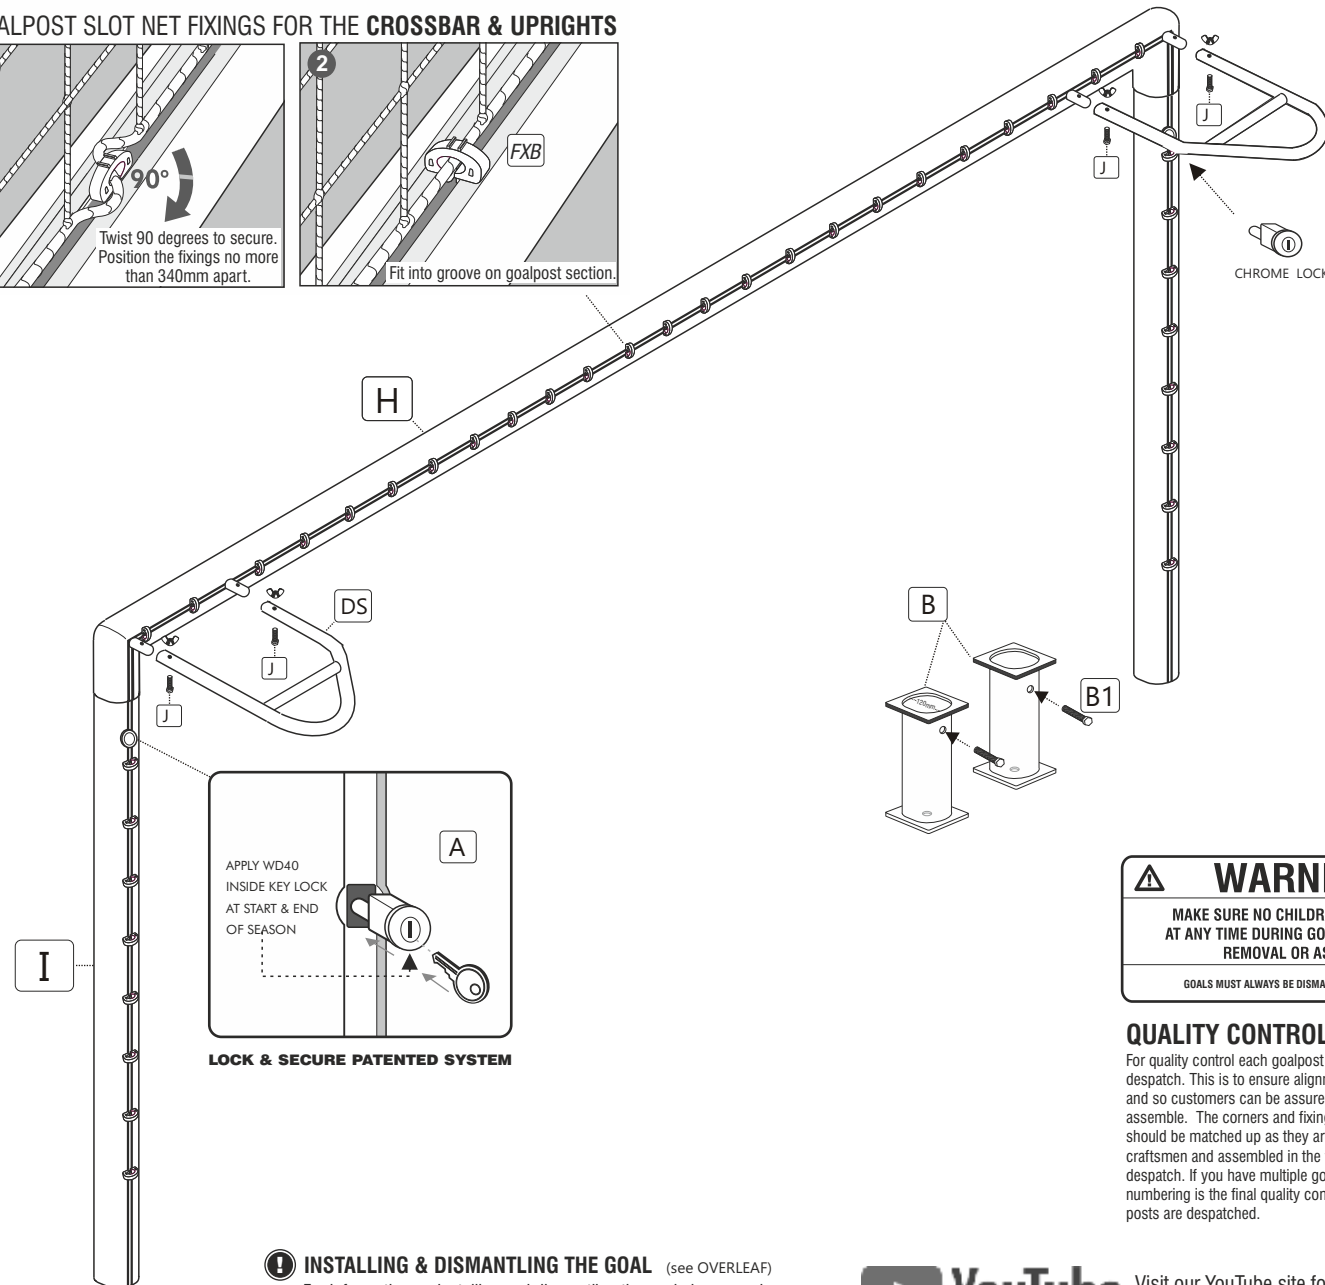 ALPOST SLOT NET FIXINGS FOR THE CROSSBAR & UPRIGHTS
90°
Twist 90 degrees to secure.
Position the fixings no more
than 340mm apart.
2
FXB
Fit into groove on goalpost section.
J
J
CHROME LOCK
H
DS
J
J
B
120mm
B1
A
APPLY WD40
INSIDE KEY LOCK
AT START & END
OF SEASON
I
LOCK & SECURE PATENTED SYSTEM
WARNI
MAKE SURE NO CHILDR
AT ANY TIME DURING GO
REMOVAL OR AS
GOALS MUST ALWAYS BE DISMA
QUALITY CONTROL
For quality control each goalpost
despatch. This is to ensure alignm
and so customers can be assure
assemble. The corners and fixing
should be matched up as they ar
craftsmen and assembled in the
despatch. If you have multiple go
numbering is the final quality con
posts are despatched.
INSTALLING & DISMANTLING THE GOAL (see OVERLEAF)
YouTube
Visit our YouTube site fo